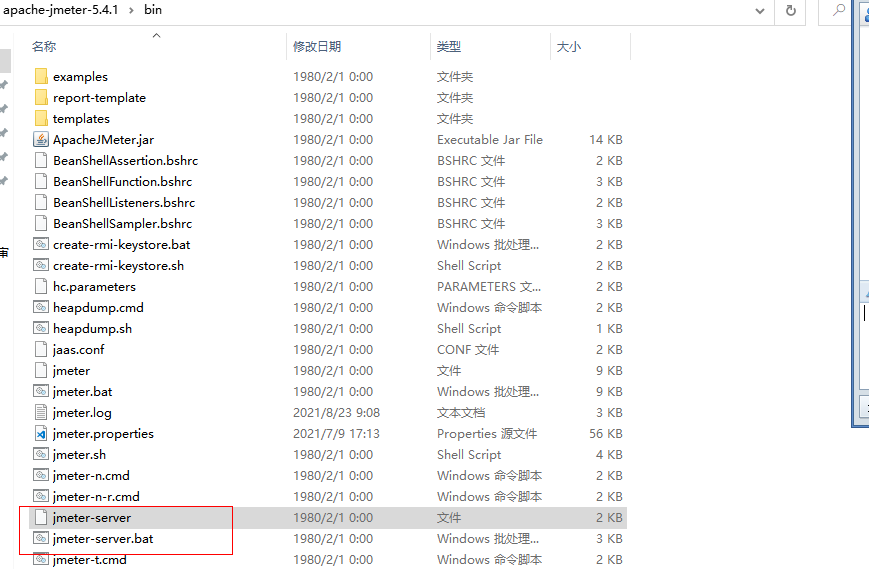 apache-jmeter-5.4.1 > bin
名称 修改日期 类型 大小
examples 1980/2/1 0:00 文件夹
report-template 1980/2/1 0:00 文件夹
templates 1980/2/1 0:00 文件夹
ApacheJMeter.jar 1980/2/1 0:00 Executable Jar File 14 KB
BeanShellAssertion.bshrc 1980/2/1 0:00 BSHRC 文件 2 KB
BeanShellFunction.bshrc 1980/2/1 0:00 BSHRC 文件 3 KB
BeanShellListeners.bshrc 1980/2/1 0:00 BSHRC 文件 2 KB
BeanShellSampler.bshrc 1980/2/1 0:00 BSHRC 文件 3 KB
create-rmi-keystore.bat 1980/2/1 0:00 Windows 批处理... 2 KB
create-rmi-keystore.sh 1980/2/1 0:00 Shell Script 2 KB
hc.parameters 1980/2/1 0:00 PARAMETERS 文... 2 KB
heapdump.cmd 1980/2/1 0:00 Windows 命令脚本 2 KB
heapdump.sh 1980/2/1 0:00 Shell Script 1 KB
jaas.conf 1980/2/1 0:00 CONF 文件 2 KB
jmeter 1980/2/1 0:00 文件 9 KB
jmeter.bat 1980/2/1 0:00 Windows 批处理... 9 KB
jmeter.log 2021/8/23 9:08 文本文档 3 KB
jmeter.properties 2021/7/9 17:13 Properties 源文件 56 KB
jmeter.sh 1980/2/1 0:00 Shell Script 4 KB
jmeter-n.cmd 1980/2/1 0:00 Windows 命令脚本 2 KB
jmeter-n-r.cmd 1980/2/1 0:00 Windows 命令脚本 2 KB
jmeter-server 1980/2/1 0:00 文件 2 KB
jmeter-server.bat 1980/2/1 0:00 Windows 批处理... 3 KB
jmeter-t.cmd 1980/2/1 0:00 Windows 命令脚本 2 KB